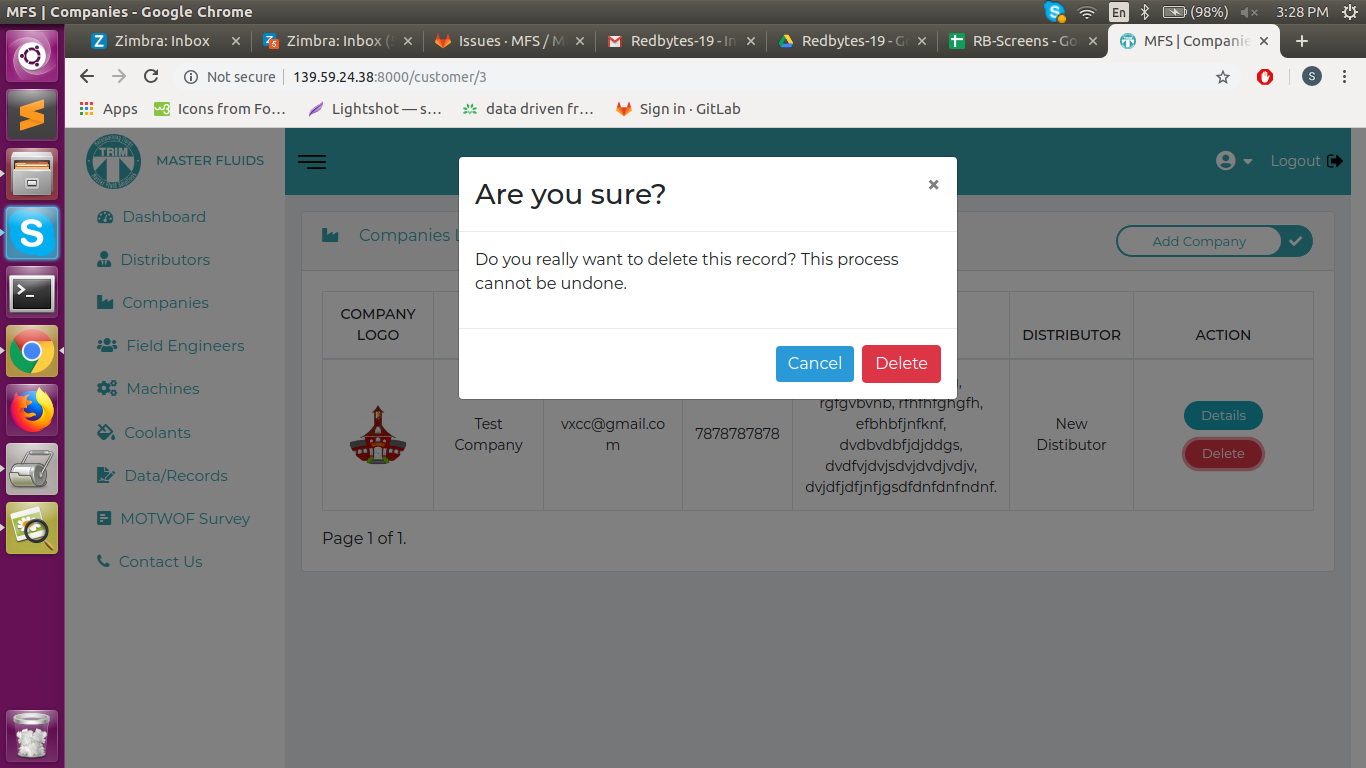 MFS | Companies - Google Chrome
En
(98%)
3:28 PM
Zimbra: Inbox
Zimbra: Inbox (
Issues · MFS / M
Redbytes-19 - In
Redbytes-19 - G
RB-Screens - Go
MFS | Companie
Not secure
139.59.24.38:8000/customer/3
S
Apps
Icons from Fo...
Lightshot — s...
data driven fr...
Sign in · GitLab
TRIM
MASTER FLUIDS
Logout
Dashboard
Distributors
Companies
Field Engineers
Machines
Coolants
Data/Records
MOTWOF Survey
Contact Us
Companies L
Add Company
Are you sure?
×
Do you really want to delete this record? This process
cannot be undone.
Cancel
Delete
COMPANY
LOGO
DISTRIBUTOR
ACTION
Test
Company
vxcc@gmail.co
m
7878787878
rgfgvbvnb, rfhfhfghgfh,
efbhbfjnfknf,
dvdbvdbfjdjddgs,
dvdfvjdvjsdvjdvdjvdjv,
dvjdfjdfjnfjgsdfdnfdnfndnf.
New
Distibutor
Details
Delete
Page 1 of 1.